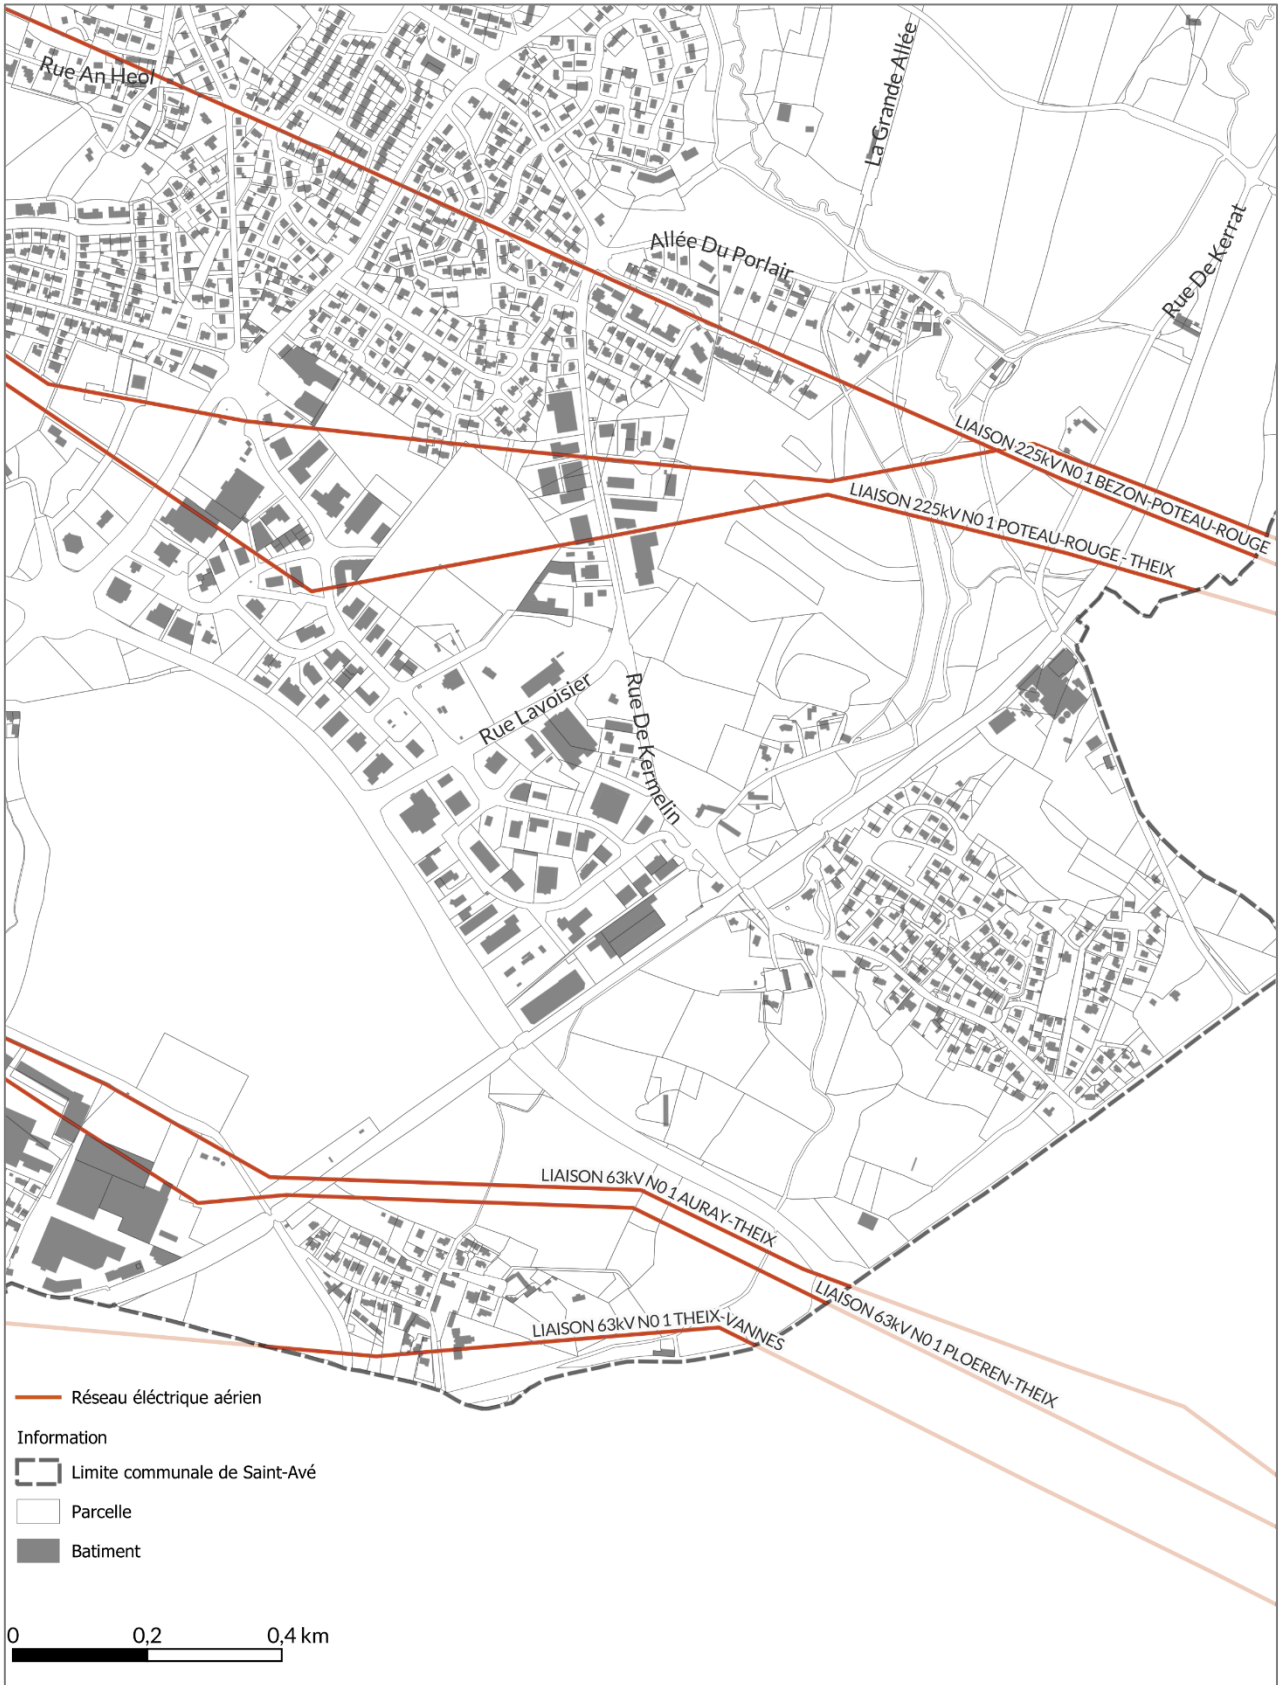 Rue An Heol
La Grande Allée
Allée Du Porlair
Rue De Kerrat
LIAISON 225kV N0 1 BEZON-POTEAU-ROUGE
LIAISON 225kV N0 1 POTEAU-ROUGE - THEIX
Rue Lavoisier
Rue De Kermelin
LIAISON 63kV N0 1 AURAY-THEIX
LIAISON 63kV N0 1 PLOEREN-THEIX
LIAISON 63kV N0 1 THEIX-VANNES
Réseau éléctrique aérien
Information
Limite communale de Saint-Avé
Parcelle
Batiment
0 0,2 0,4 km